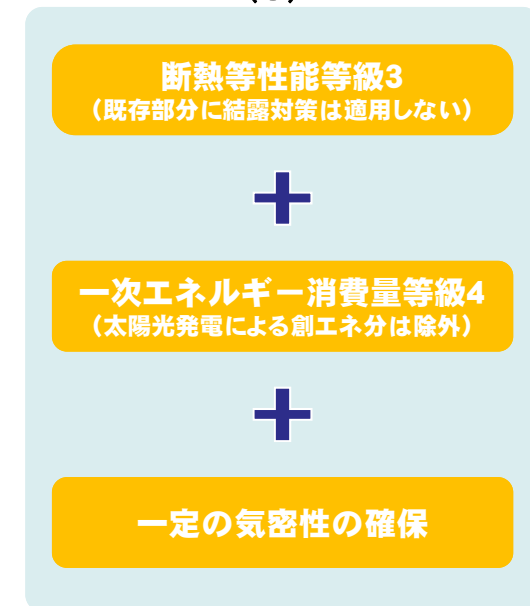 断熱等性能等級3
（既存部分に結露対策は適用しない）
+
一次エネルギー消費量等級4
（太陽光発電による創エネ分は除外）
+
一定の気密性の確保